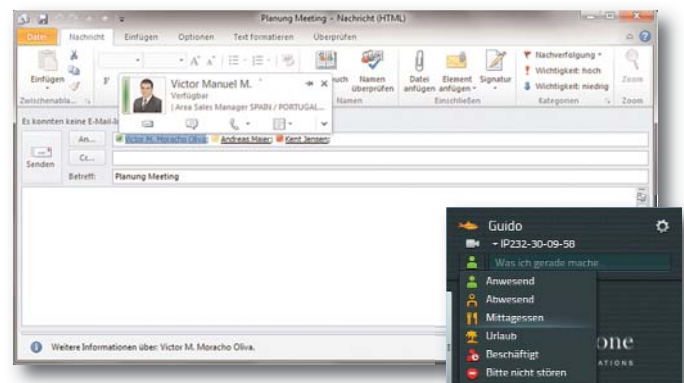 Planung Meeting - Nachricht (HTML)
Datei Nachricht Einfügen Optionen Text formatieren Überprüfen
Einfügen
Namen überprüfen
Datei anfügen
Element anfügen
Signatur
Nachverfolgung
Wichtigkeit: hoch
Wichtigkeit: niedrig
Zoom
Zwischenabla...
Namen
Einschließen
Kategorien
Zoom
Victor Manuel M.
Verfügbar
| Area Sales Manager SPAIN / PORTUGAL...
Es konnten keine E-Mail-
Senden
An... Victor M. Moracho Oliva; Andreas Maier; Kent Jensen;
Cc...
Betreff: Planung Meeting
Weitere Informationen über: Victor M. Moracho Oliva.
Guido
IP232-30-09-58
Was ich gerade mache...
Anwesend
Abwesend
Mittagessen
Urlaub
Beschäftigt
Bitte nicht stören
one
ATIONS